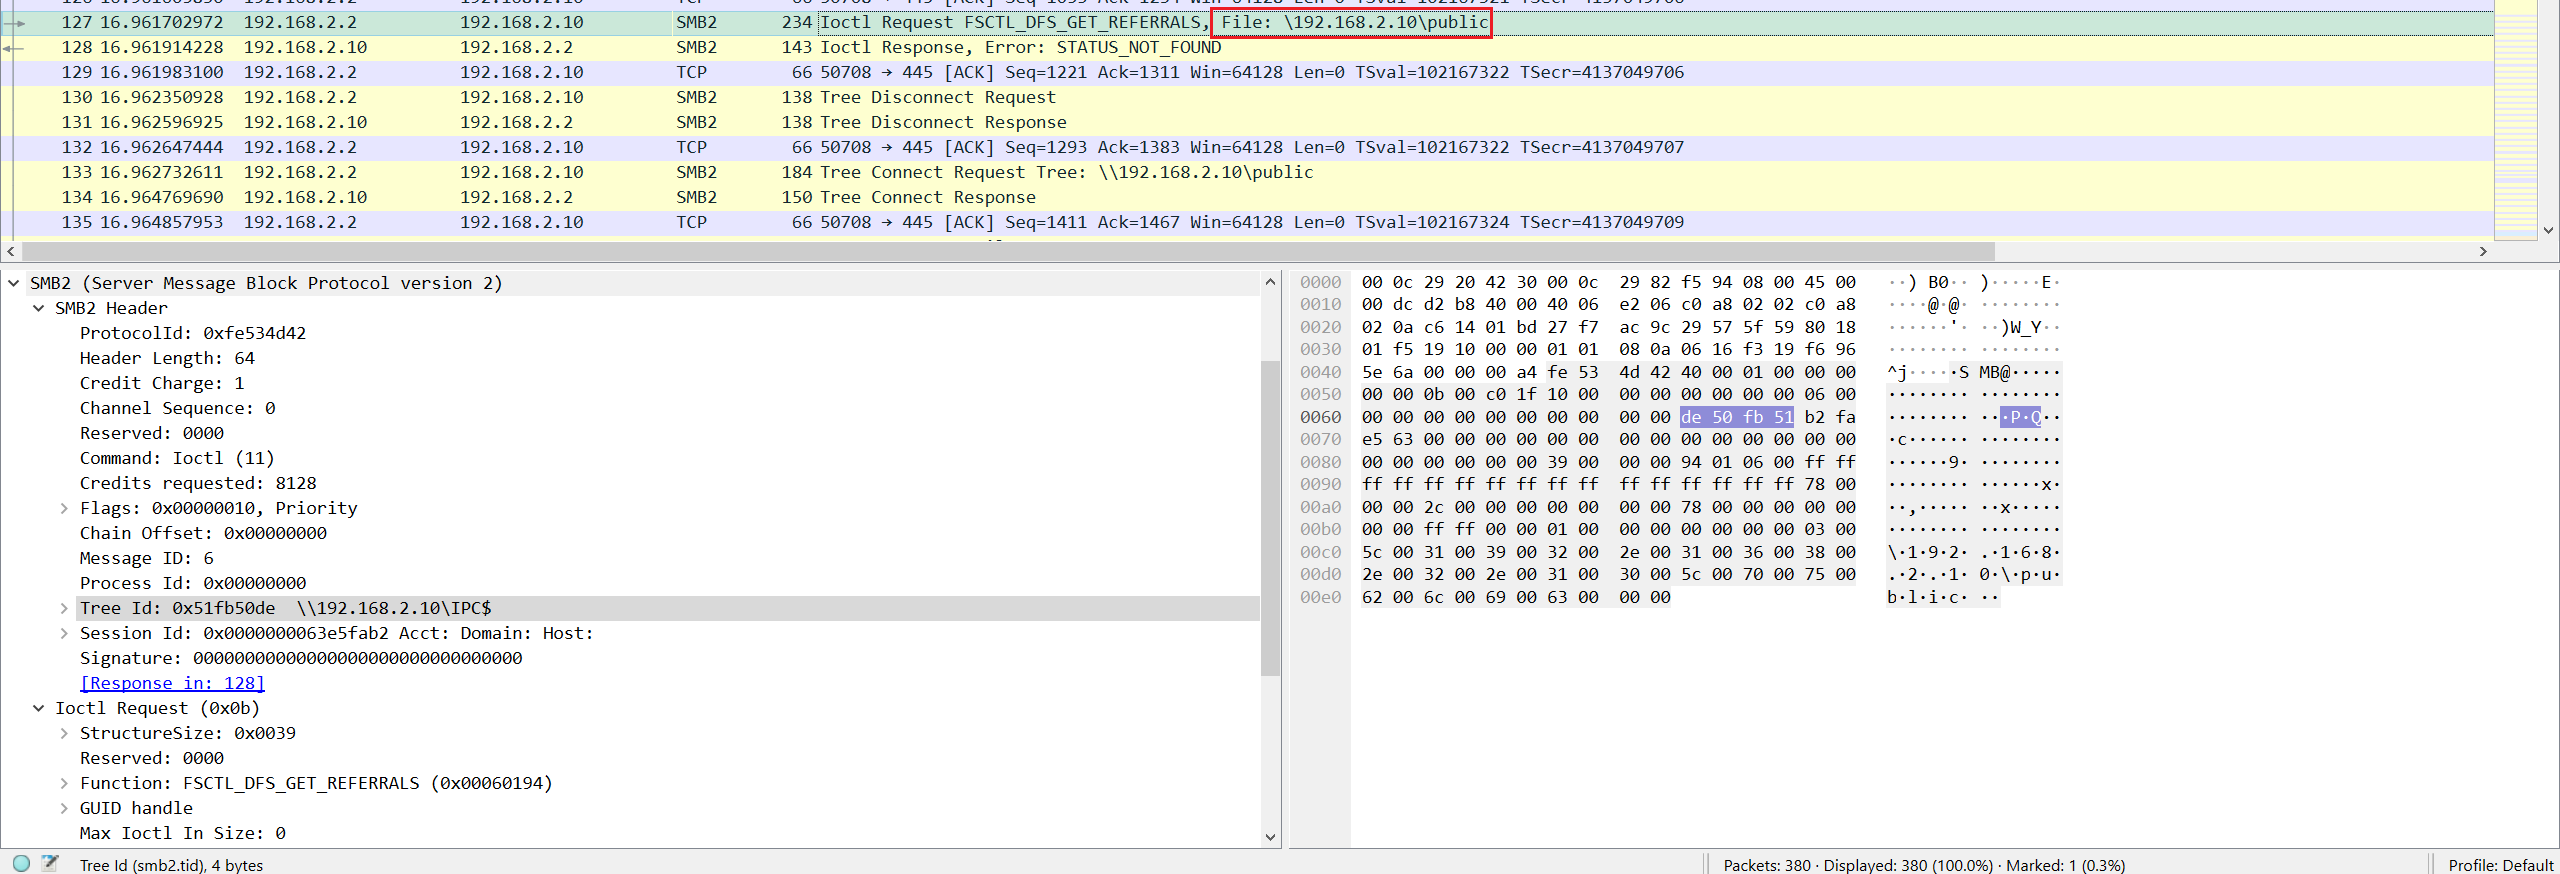 127 16.961702972 192.168.2.2 192.168.2.10 SMB2 234 Ioctl Request FSCTL_DFS_GET_REFERRALS, File: \192.168.2.10\public
128 16.961914228 192.168.2.10 192.168.2.2 SMB2 143 Ioctl Response, Error: STATUS_NOT_FOUND
129 16.961983100 192.168.2.2 192.168.2.10 TCP 66 50708 → 445 [ACK] Seq=1221 Ack=1311 Win=64128 Len=0 TSval=102167322 TSecr=4137049706
130 16.962350928 192.168.2.2 192.168.2.10 SMB2 138 Tree Disconnect Request
131 16.962596925 192.168.2.10 192.168.2.2 SMB2 138 Tree Disconnect Response
132 16.962647444 192.168.2.2 192.168.2.10 TCP 66 50708 → 445 [ACK] Seq=1293 Ack=1383 Win=64128 Len=0 TSval=102167322 TSecr=4137049707
133 16.962732611 192.168.2.2 192.168.2.10 SMB2 184 Tree Connect Request Tree: \\192.168.2.10\public
134 16.964769690 192.168.2.10 192.168.2.2 SMB2 150 Tree Connect Response
135 16.964857953 192.168.2.2 192.168.2.10 TCP 66 50708 → 445 [ACK] Seq=1411 Ack=1467 Win=64128 Len=0 TSval=102167324 TSecr=4137049709
SMB2 (Server Message Block Protocol version 2)
SMB2 Header
ProtocolId: 0xfe534d42
Header Length: 64
Credit Charge: 1
Channel Sequence: 0
Reserved: 0000
Command: Ioctl (11)
Credits requested: 8128
Flags: 0x00000010, Priority
Chain Offset: 0x00000000
Message ID: 6
Process Id: 0x00000000
Tree Id: 0x51fb50de \\192.168.2.10\IPC$
Session Id: 0x0000000063e5fab2 Acct: Domain: Host:
Signature: 00000000000000000000000000000000
[Response in: 128]
Ioctl Request (0x0b)
StructureSize: 0x0039
Reserved: 0000
Function: FSCTL_DFS_GET_REFERRALS (0x00060194)
GUID handle
Max Ioctl In Size: 0
0000 00 0c 29 20 42 30 00 0c 29 82 f5 94 08 00 45 00 ··) B0·· )·····E·
0010 00 dc d2 b8 40 00 40 06 e2 06 c0 a8 02 02 c0 a8 ····@·@· ········
0020 02 0a c6 14 01 bd 27 f7 ac 9c 29 57 5f 59 80 18 ······'· ··)W_Y··
0030 01 f5 19 10 00 00 01 01 08 0a 06 16 f3 19 f6 96 ········ ········
0040 5e 6a 00 00 00 a4 fe 53 4d 42 40 00 01 00 00 00 ^j·····S MB@·····
0050 00 00 0b 00 c0 1f 10 00 00 00 00 00 00 00 06 00 ········ ········
0060 00 00 00 00 00 00 00 00 00 00 de 50 fb 51 b2 fa ········ ···P·Q··
0070 e5 63 00 00 00 00 00 00 00 00 00 00 00 00 00 00 ·c······ ········
0080 00 00 00 00 00 00 39 00 00 00 94 01 06 00 ff ff ······9· ········
0090 ff ff ff ff ff ff ff ff ff ff ff ff ff ff 78 00 ········ ······x·
00a0 00 00 2c 00 00 00 00 00 00 00 78 00 00 00 00 00 ··,····· ··x·····
00b0 00 00 ff ff 00 00 01 00 00 00 00 00 00 00 03 00 ········ ········
00c0 5c 00 31 00 39 00 32 00 2e 00 31 00 36 00 38 00 \·1·9·2· .·1·6·8·
00d0 2e 00 32 00 2e 00 31 00 30 00 5c 00 70 00 75 00 .·2·.·1· 0·\·p·u·
00e0 62 00 6c 00 69 00 63 00 00 00 b·l·i·c· ··
Tree Id (smb2.tid), 4 bytes
Packets: 380 · Displayed: 380 (100.0%) · Marked: 1 (0.3%)
Profile: Default